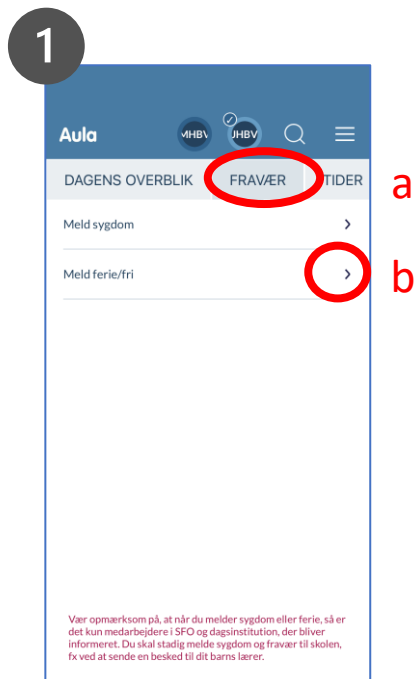 1
Aula MHBV JHBV
DAGENS OVERBLIK FRAVÆR TIDER
a
Meld sygdom
Meld ferie/fri
b
Vær opmærksom på, at når du melder sygdom eller ferie, så er
det kun medarbejdere i SFO og dagsinstitution, der bliver
informeret. Du skal stadig melde sygdom og fravær til skolen,
fx ved at sende en besked til dit barns lærer.